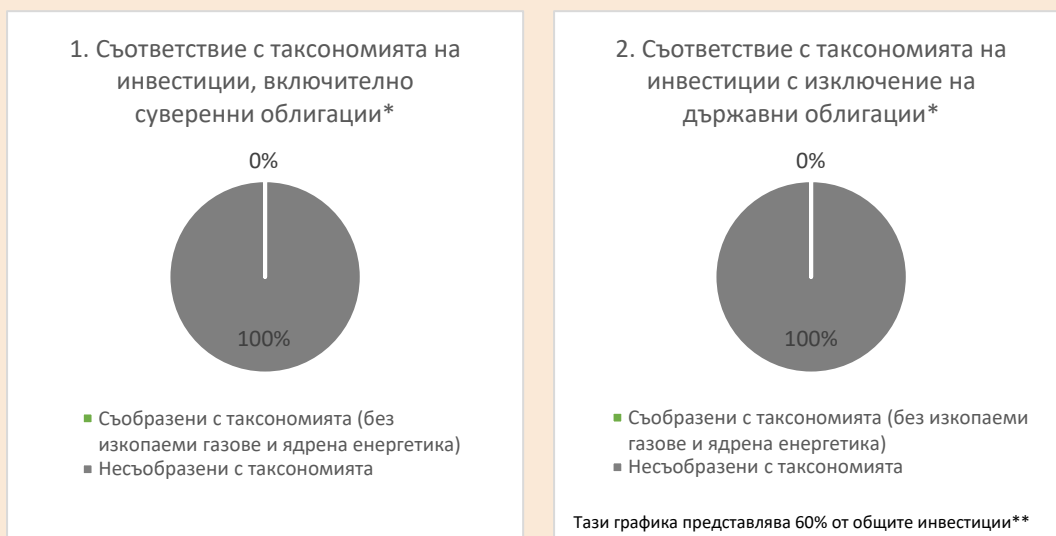 1. Съответствие с таксономията на
инвестиции, включително
суверенни облигации*
0%
100%
Съобразени с таксономията (без
изкопаеми газове и ядрена енергетика)
Несъобразени с таксономията
2. Съответствие с таксономията на
инвестиции с изключение на
държавни облигации*
0%
100%
Съобразени с таксономията (без изкопаеми
газове и ядрена енергетика)
Несъобразени с таксономията
Тази графика представлява 60% от общите инвестиции**